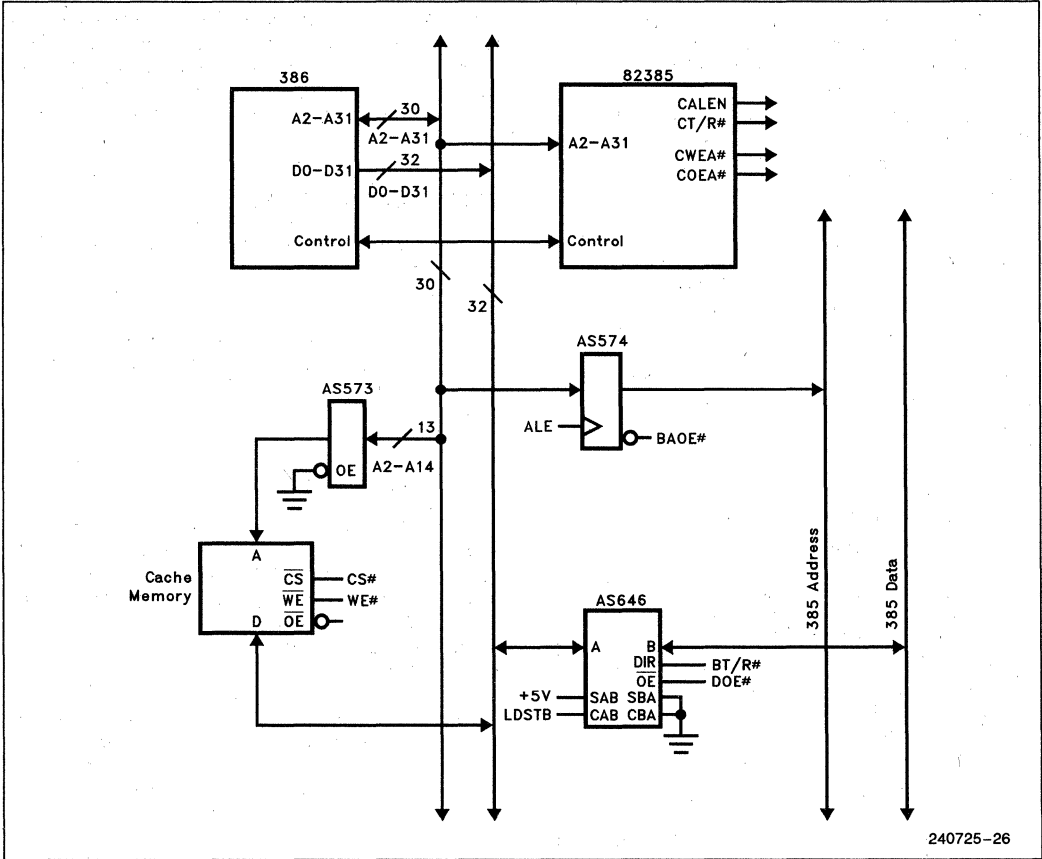 386
82385
A2-A31
30
A2-A31
D0-D31
32
D0-D31
Control
A2-A31
Control
CALEN
CT/R#
CWEA#
COEA#
30
32
AS574
ALE
BAOE#
AS573
OE
13
A2-A14
Cache
Memory
A
D
CS
WE
OE
CS#
WE#
AS646
A
B
DIR
OE
BT/R#
DOE#
+5V
SAB
SBA
LDSTB
CAB
CBA
385 Address
385 Data
240725-26